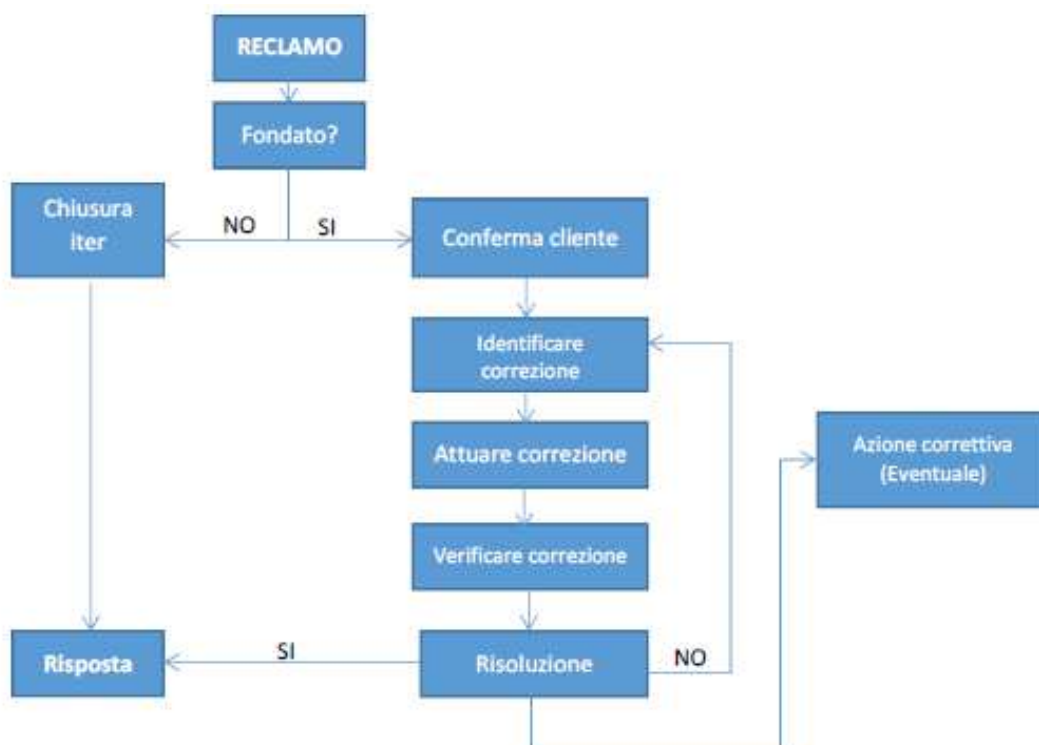 RECLAMO
Fondato?
Chiusura
iter
NO
SI
Conferma cliente
Identificare
correzione
Attuare correzione
Azione correttiva
(Eventuale)
Verificare correzione
Risposta
SI
Risoluzione
NO